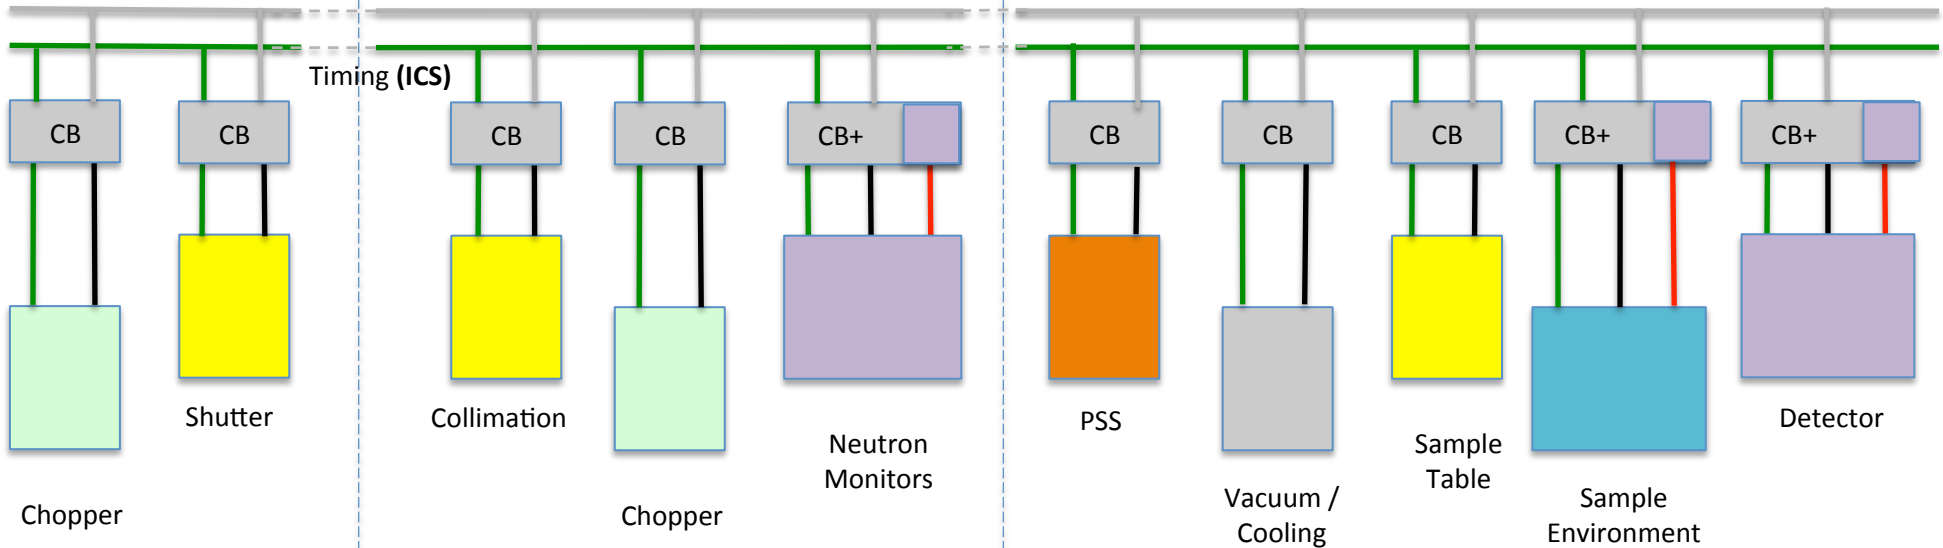 Timing (ICS)
CB
CB
CB
CB
CB+
CB
CB
CB
CB+
CB+
Shutter
Collimation
PSS
Detector
Neutron
Monitors
Sample
Table
Chopper
Chopper
Vacuum /
Cooling
Sample
Environment